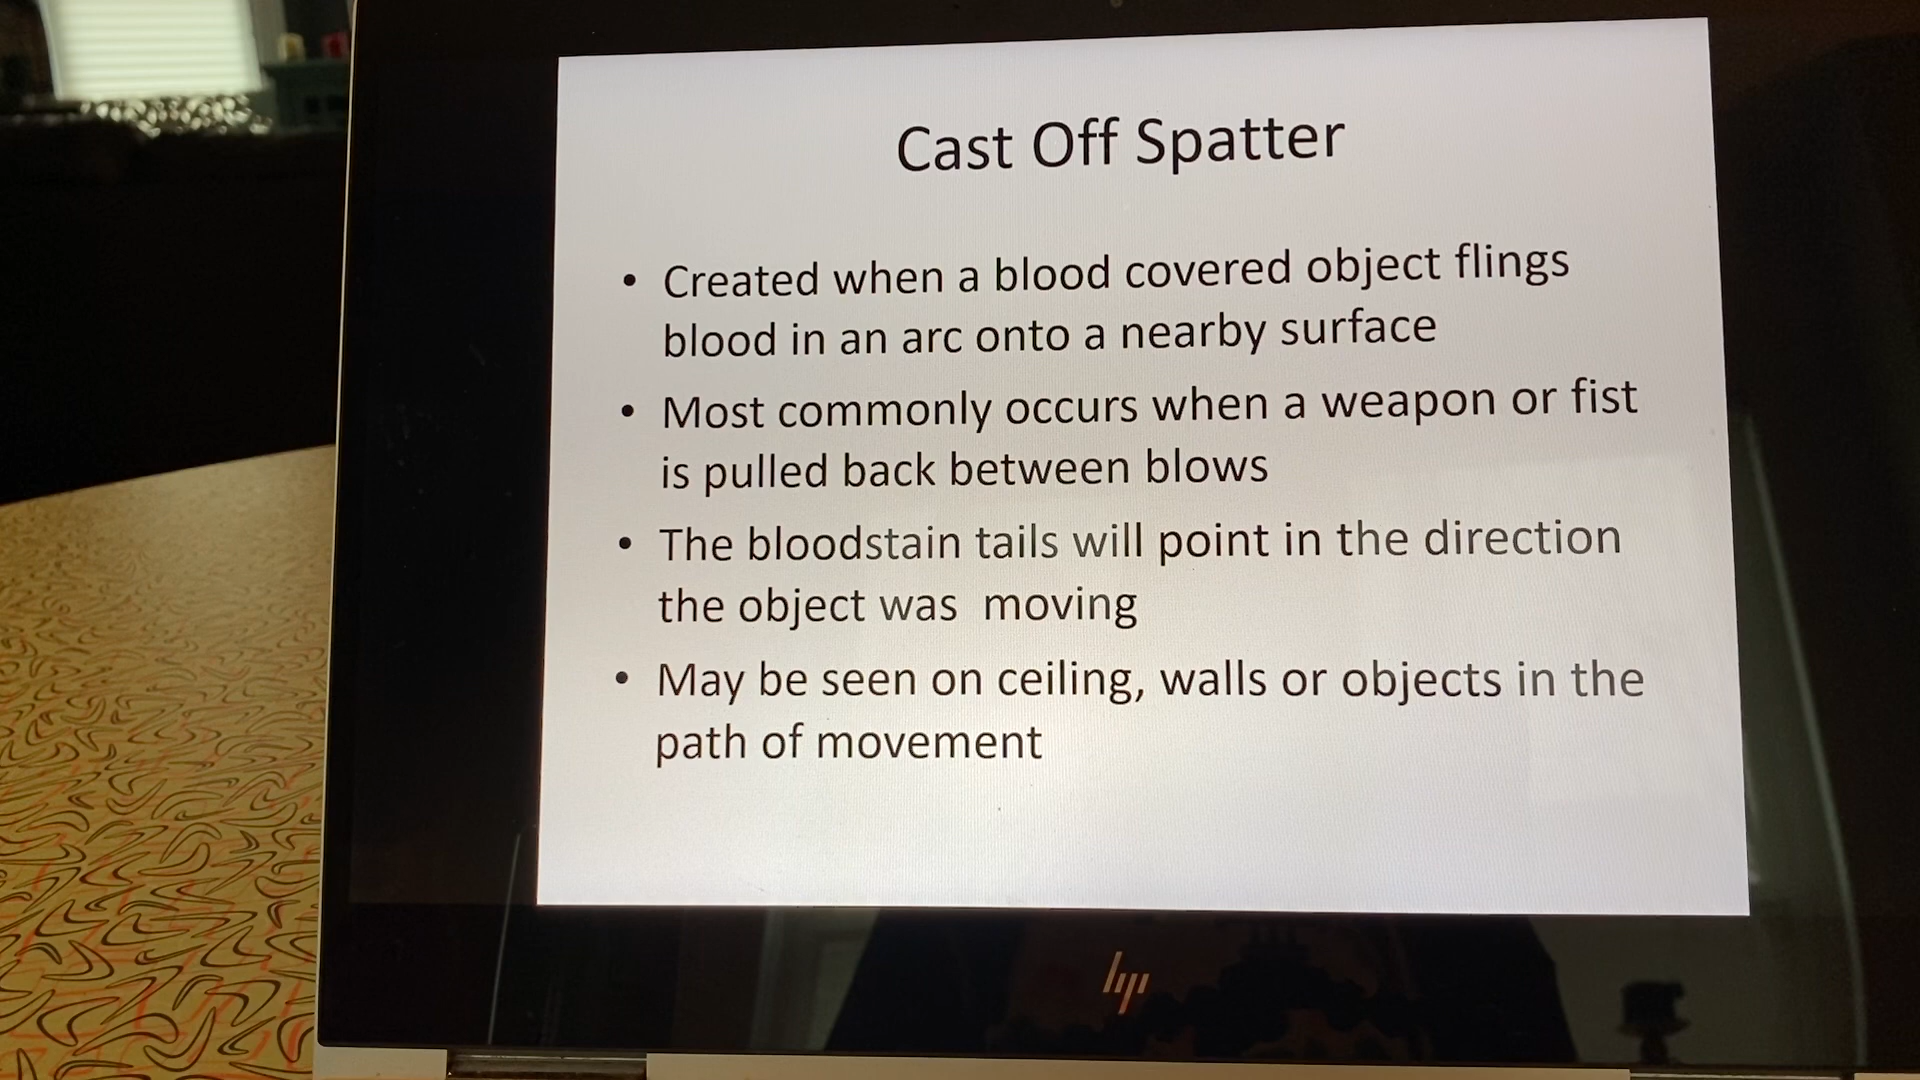 Cast Off Spatter
• Created when a blood covered object flings
blood in an arc onto a nearby surface
• Most commonly occurs when a weapon or fist
is pulled back between blows
• The bloodstain tails will point in the direction
the object was  moving
• May be seen on ceiling, walls or objects in the
path of movement
hp